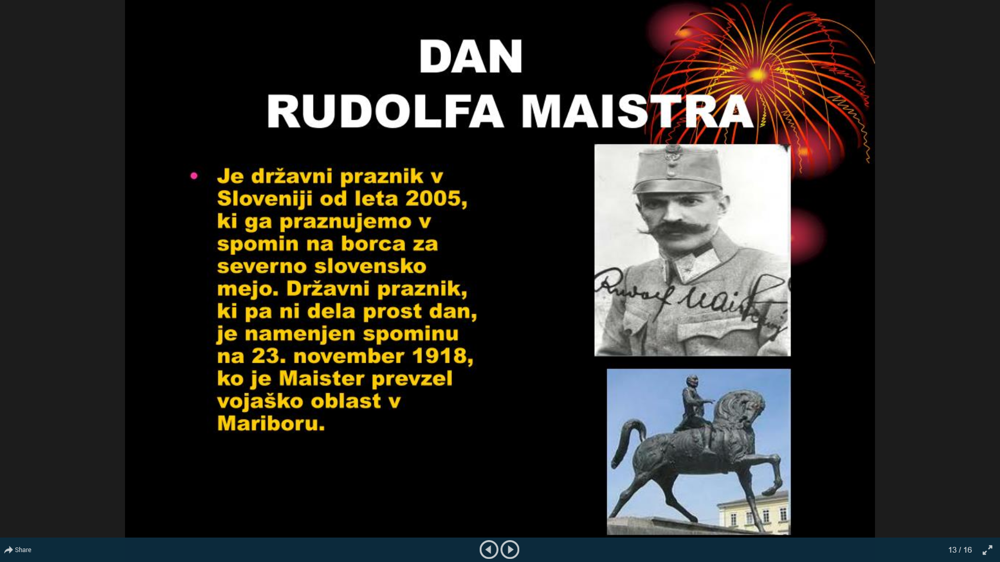 DAN
RUDOLFA MAISTRA
• Je državni praznik v
Sloveniji od leta 2005,
ki ga praznujemo v
spomin na borca za
severno slovensko
mejo. Državni praznik,
ki pa ni dela prost dan,
je namenjen spominu
na 23. november 1918,
ko je Maister prevzel
vojaško oblast v
Mariboru.
Rudolf Maister
Share
13 / 16